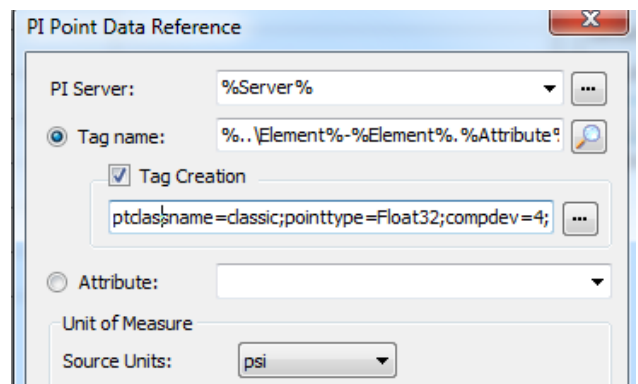 PI Point Data Reference
PI Server: %Server% ...
Tag name: %..\Element%-%Element%.%Attribute%
Tag Creation
ptclassname=classic;pointtype=Float32;compdev=4; ...
Attribute:
Unit of Measure
Source Units: psi